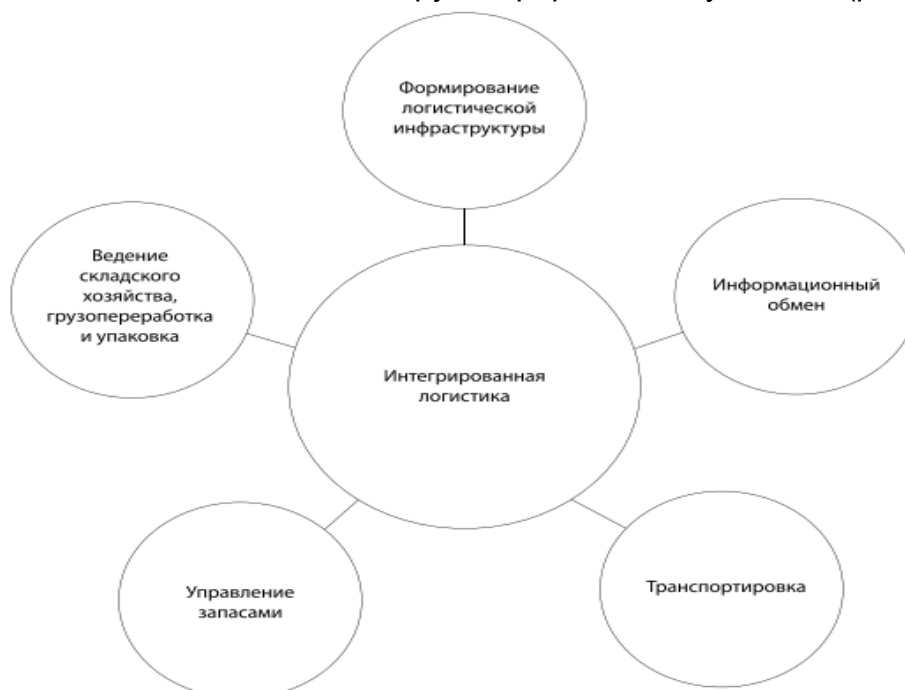 Формирование
логистической
инфраструктуры
Ведение
складского
хозяйства,
грузопереработка
и упаковка
Информационный
обмен
Интегрированная
логистика
Управление
запасами
Транспортировка